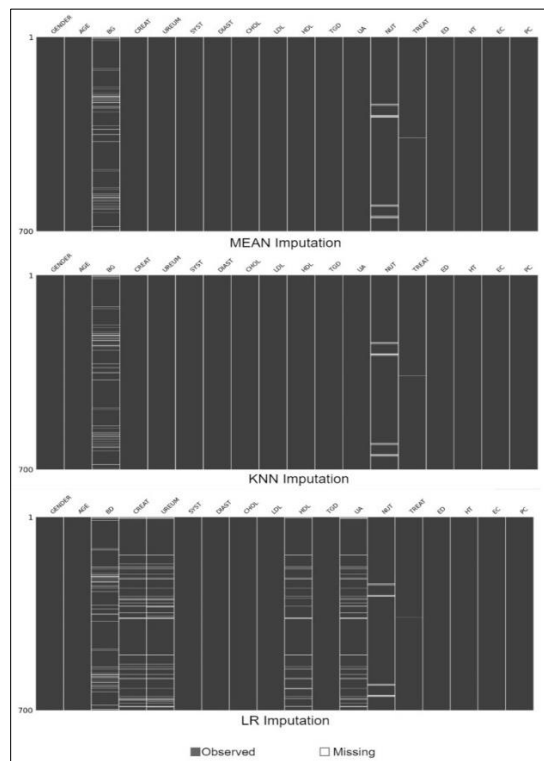 GENDER AGE BG CREAT UREUM SYST DIAST CHOL LDL HDL TGD UA NUT TREAT ED HT EC PC
1
700
MEAN Imputation
GENDER AGE BG CREAT UREUM SYST DIAST CHOL LDL HDL TGD UA NUT TREAT ED HT EC PC
1
700
KNN Imputation
GENDER AGE BD CREAT UREUM SYST DIAST CHOL LDL HDL TGD UA NUT TREAT ED HT EC PC
1
700
LR Imputation
Observed Missing